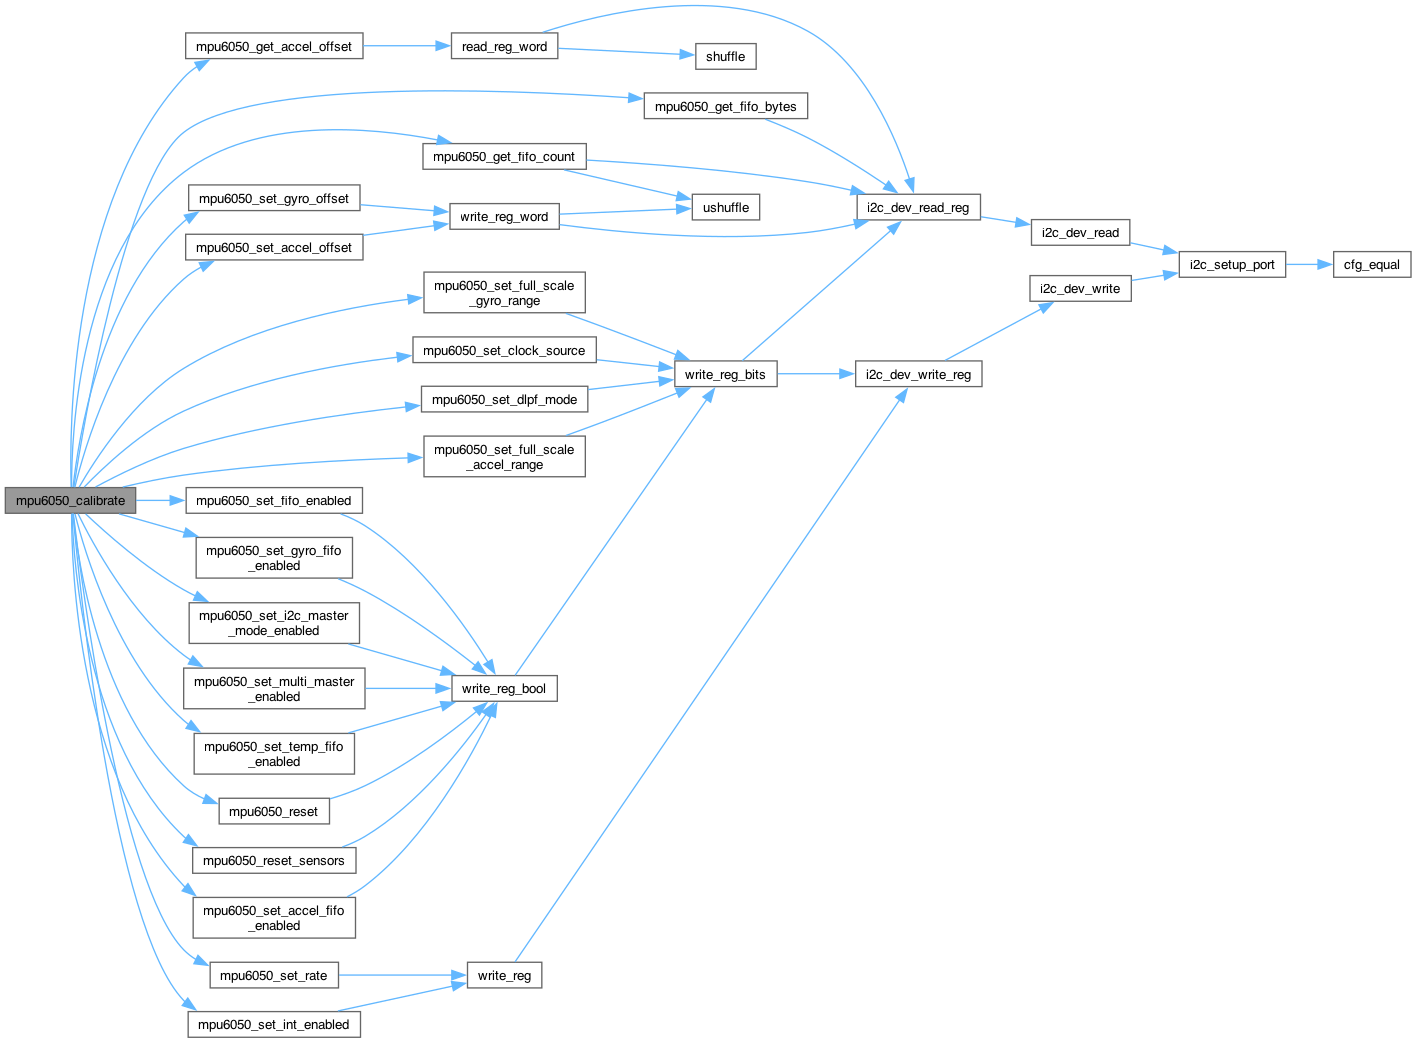 mpu6050_get_accel_offset
read_reg_word
shuffle
mpu6050_get_fifo_bytes
mpu6050_get_fifo_count
mpu6050_set_gyro_offset
write_reg_word
ushuffle
i2c_dev_read_reg
mpu6050_set_accel_offset
i2c_dev_read
i2c_setup_port
cfg_equal
i2c_dev_write
mpu6050_set_full_scale
_gyro_range
mpu6050_set_clock_source
write_reg_bits
i2c_dev_write_reg
mpu6050_set_dlpf_mode
mpu6050_set_full_scale
_accel_range
mpu6050_calibrate
mpu6050_set_fifo_enabled
mpu6050_set_gyro_fifo
_enabled
mpu6050_set_i2c_master
_mode_enabled
mpu6050_set_multi_master
_enabled
write_reg_bool
mpu6050_set_temp_fifo
_enabled
mpu6050_reset
mpu6050_reset_sensors
mpu6050_set_accel_fifo
_enabled
mpu6050_set_rate
write_reg
mpu6050_set_int_enabled